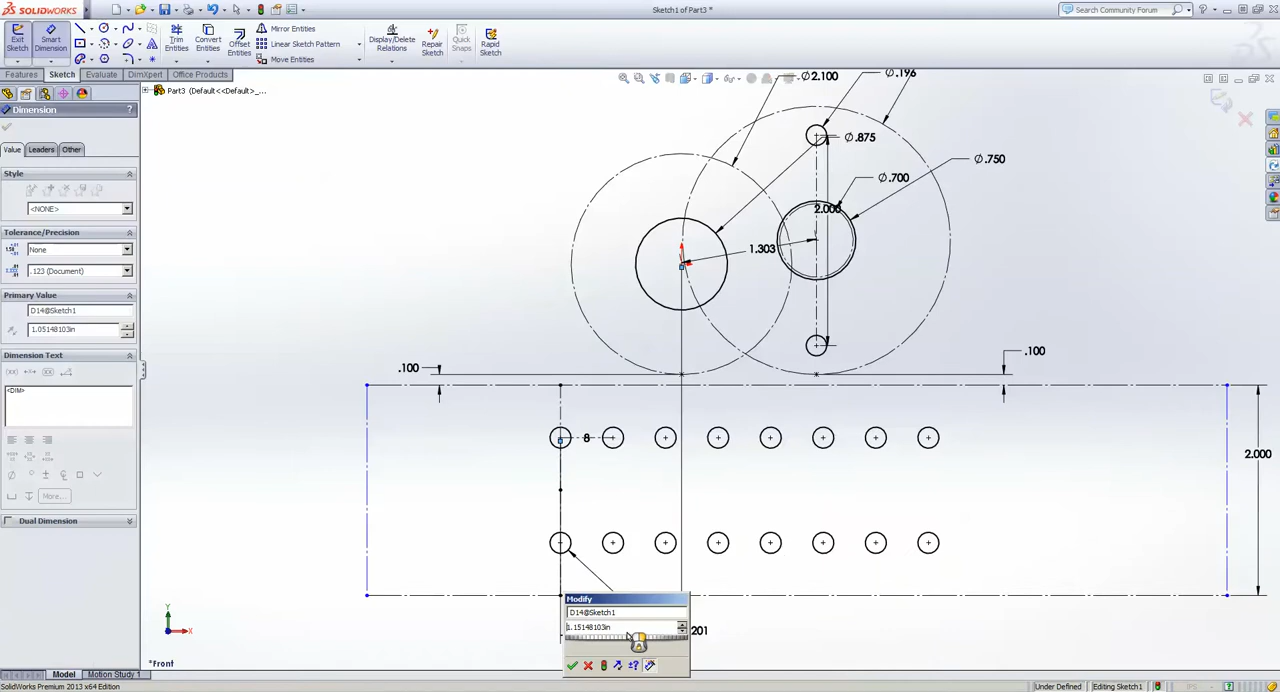 SOLIDWORKS
Sketch1 of Part3 *
Search Community Forum
Exit Sketch
Smart Dimension
Trim Entities
Convert Entities
Offset Entities
Mirror Entities
Linear Sketch Pattern
Move Entities
Display/Delete Relations
Repair Sketch
Quick Snaps
Rapid Sketch
Features
Sketch
Evaluate
DimXpert
Office Products
Part3 (Default<<Default>_...
Dimension
?
Value
Leaders
Other
Style
<NONE>
Tolerance/Precision
None
.123 (Document)
Primary Value
D14@Sketch1
1.05148103in
Dimension Text
<DIM>
More...
Dual Dimension
Ø2.100
Ø.196
Ø.875
Ø.750
Ø.700
2.000
1.303
.100
.100
8
2.000
201
Modify
D14@Sketch1
1.15148103in
Y
X
*Front
Model
Motion Study 1
SolidWorks Premium 2013 x64 Edition
Under Defined
Editing Sketch1
IPS